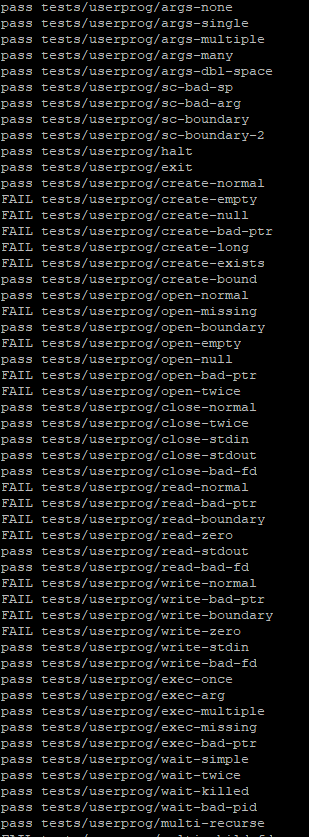 pass tests/userprog/args-none
pass tests/userprog/args-single
pass tests/userprog/args-multiple
pass tests/userprog/args-many
pass tests/userprog/args-dbl-space
pass tests/userprog/sc-bad-sp
pass tests/userprog/sc-bad-arg
pass tests/userprog/sc-boundary
pass tests/userprog/sc-boundary-2
pass tests/userprog/halt
pass tests/userprog/exit
pass tests/userprog/create-normal
FAIL tests/userprog/create-empty
FAIL tests/userprog/create-null
FAIL tests/userprog/create-bad-ptr
FAIL tests/userprog/create-long
FAIL tests/userprog/create-exists
pass tests/userprog/create-bound
pass tests/userprog/open-normal
FAIL tests/userprog/open-missing
pass tests/userprog/open-boundary
FAIL tests/userprog/open-empty
pass tests/userprog/open-null
FAIL tests/userprog/open-bad-ptr
FAIL tests/userprog/open-twice
pass tests/userprog/close-normal
pass tests/userprog/close-twice
pass tests/userprog/close-stdin
pass tests/userprog/close-stdout
pass tests/userprog/close-bad-fd
FAIL tests/userprog/read-normal
FAIL tests/userprog/read-bad-ptr
FAIL tests/userprog/read-boundary
FAIL tests/userprog/read-zero
pass tests/userprog/read-stdout
pass tests/userprog/read-bad-fd
FAIL tests/userprog/write-normal
FAIL tests/userprog/write-bad-ptr
FAIL tests/userprog/write-boundary
FAIL tests/userprog/write-zero
pass tests/userprog/write-stdin
pass tests/userprog/write-bad-fd
pass tests/userprog/exec-once
pass tests/userprog/exec-arg
pass tests/userprog/exec-multiple
pass tests/userprog/exec-missing
pass tests/userprog/exec-bad-ptr
pass tests/userprog/wait-simple
pass tests/userprog/wait-twice
pass tests/userprog/wait-killed
pass tests/userprog/wait-bad-pid
pass tests/userprog/multi-recurse